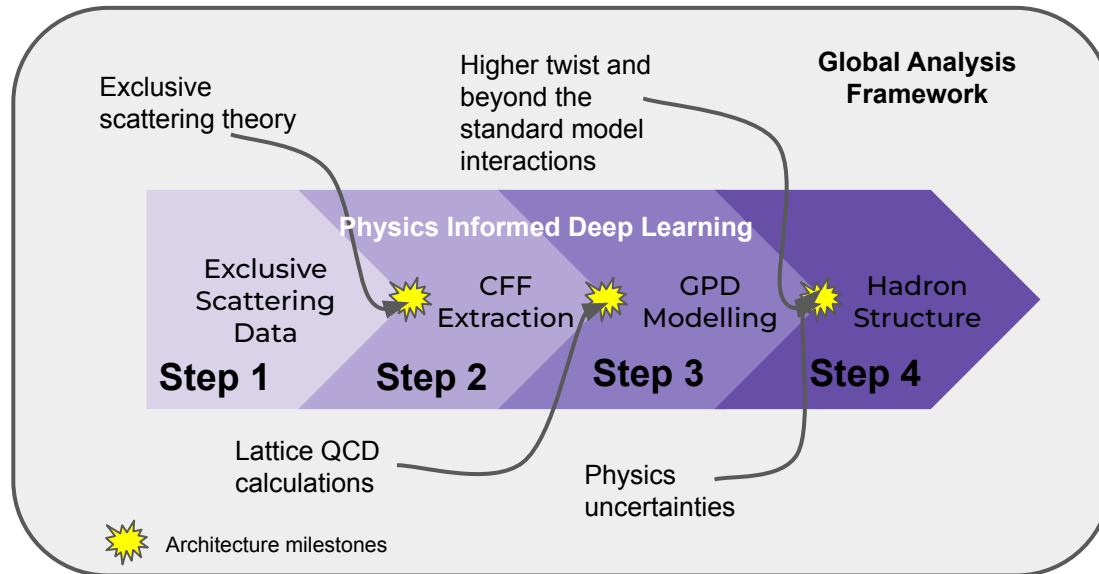 Global Analysis
Framework
Exclusive
scattering theory
Higher twist and
beyond the
standard model
interactions
Physics Informed Deep Learning
Exclusive
Scattering
Data
Step 1
CFF
Extraction
Step 2
GPD
Modelling
Step 3
Hadron
Structure
Step 4
Lattice QCD
calculations
Physics
uncertainties
Architecture milestones